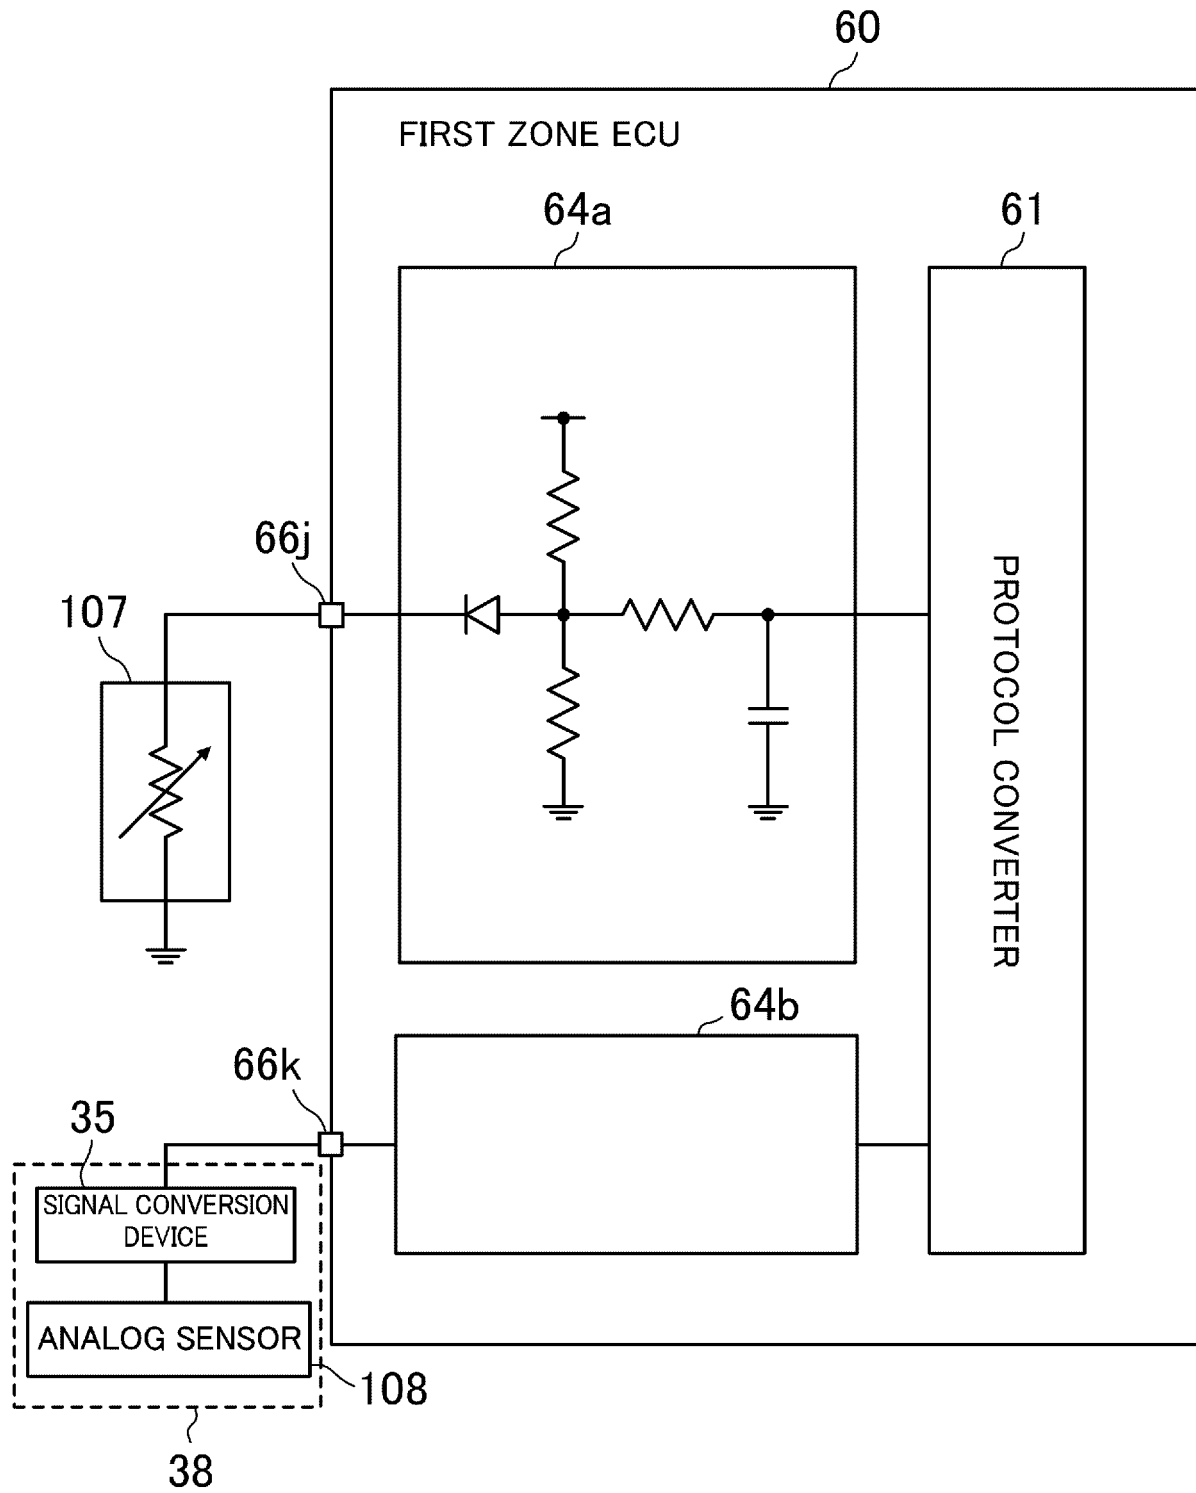 60
FIRST ZONE ECU
64a
61
66j
107
PROTOCOL CONVERTER
64b
66k
35
SIGNAL CONVERSION
DEVICE
ANALOG SENSOR
108
38